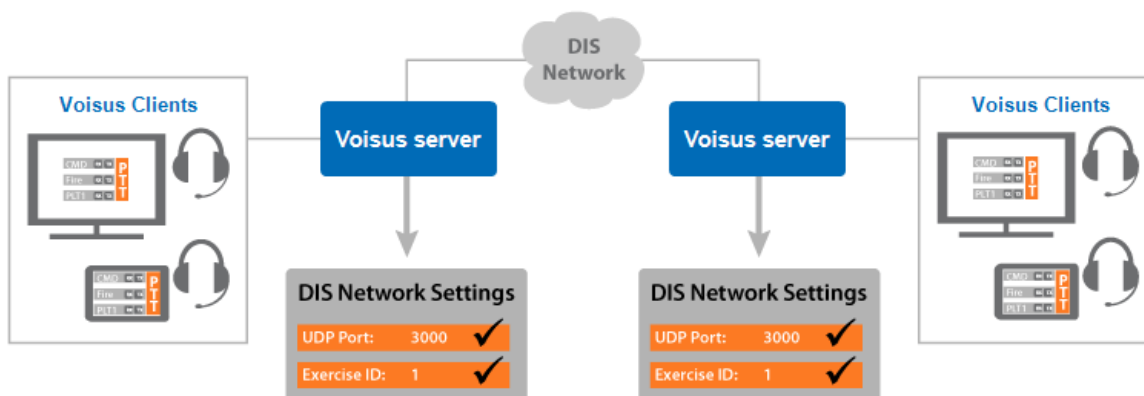 DIS
Network
Voisus Clients
CMD
Fire
PLT1
PTT
CMD
Fire
PLT1
PTT
Voisus server
Voisus server
Voisus Clients
CMD
Fire
PLT1
PTT
CMD
Fire
PLT1
PTT
DIS Network Settings
UDP Port: 3000
Exercise ID: 1
DIS Network Settings
UDP Port: 3000
Exercise ID: 1